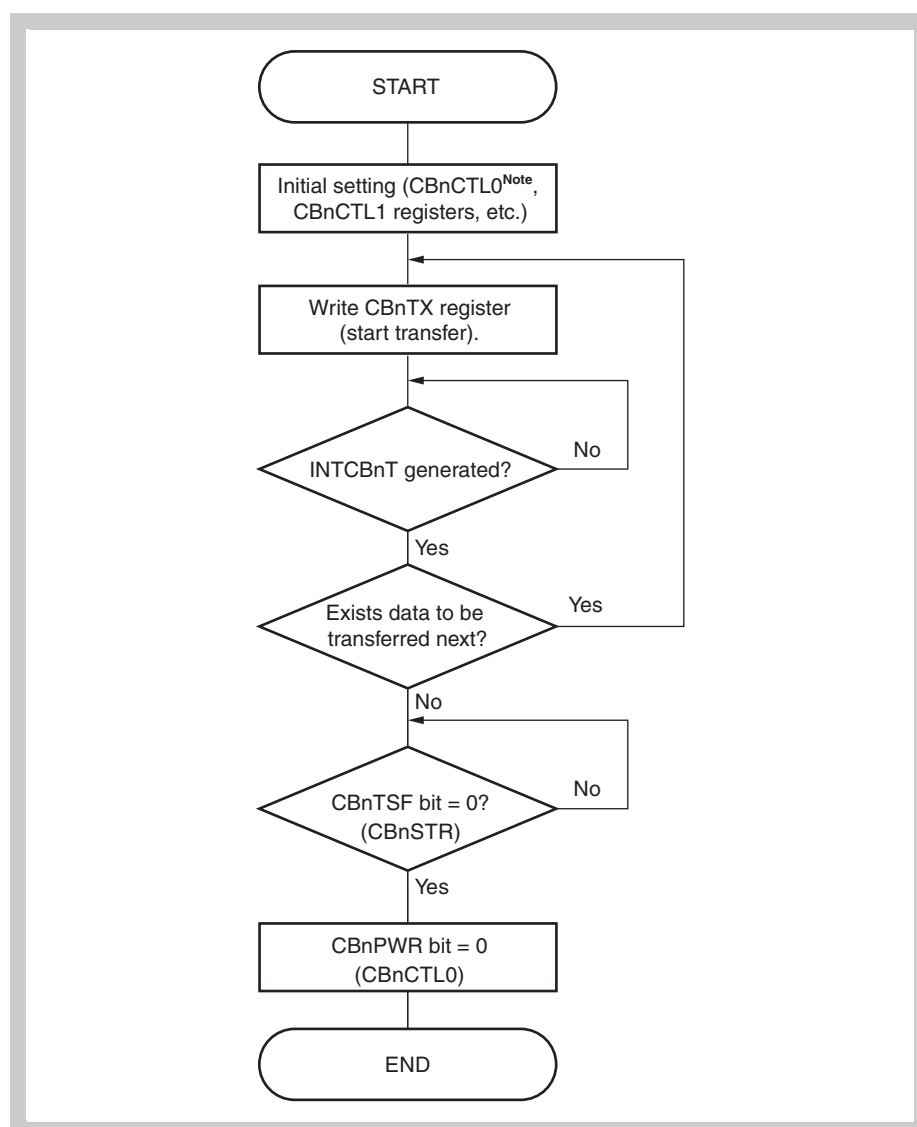 START
Initial setting (CBnCTL0Note,
CBnCTL1 registers, etc.)
Write CBnTX register
(start transfer).
No
INTCBnT generated?
Yes
Yes
Exists data to be
transferred next?
No
No
CBnTSF bit = 0?
(CBnSTR)
Yes
CBnPWR bit = 0
(CBnCTL0)
END